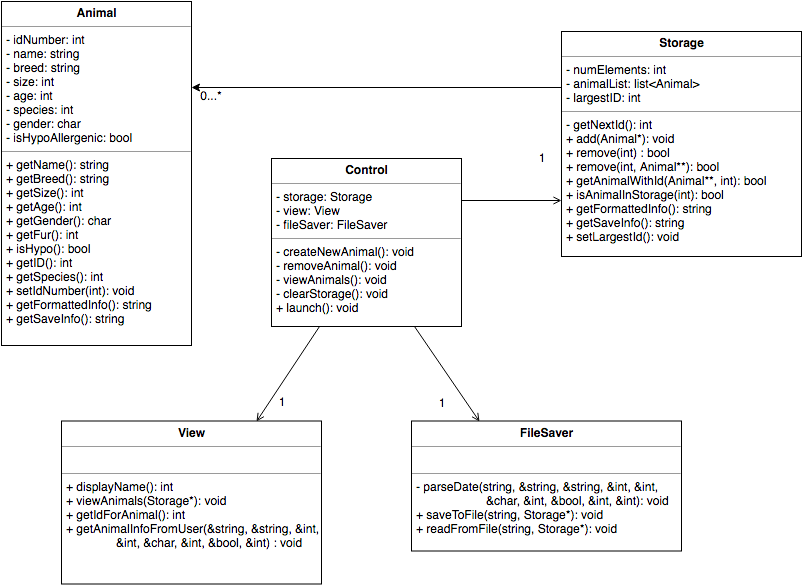 Animal
- idNumber: int
- name: string
- breed: string
- size: int
- age: int
- species: int
- gender: char
- isHypoAllergenic: bool
+ getName(): string
+ getBreed(): string
+ getSize(): int
+ getAge(): int
+ getGender(): char
+ getFur(): int
+ isHypo(): bool
+ getID(): int
+ getSpecies(): int
+ setIdNumber(int): void
+ getFormattedInfo(): string
+ getSaveInfo(): string
0...*
Storage
- numElements: int
- animalList: list<Animal>
- largestID: int
- getNextId(): int
+ add(Animal*): void
+ remove(int) : bool
+ remove(int, Animal**): bool
+ getAnimalWithId(Animal**, int): bool
+ isAnimalInStorage(int): bool
+ getFormattedInfo(): string
+ getSaveInfo(): string
+ setLargestId(): void
1
Control
- storage: Storage
- view: View
- fileSaver: FileSaver
- createNewAnimal(): void
- removeAnimal(): void
- viewAnimals(): void
- clearStorage(): void
+ launch(): void
1
1
View
+ displayName(): int
+ viewAnimals(Storage*): void
+ getIdForAnimal(): int
+ getAnimalInfoFromUser(&string, &string, &int,
&int, &char, &int, &bool, &int) : void
FileSaver
- parseDate(string, &string, &string, &int, &int,
&char, &int, &bool, &int, &int): void
+ saveToFile(string, Storage*): void
+ readFromFile(string, Storage*): void